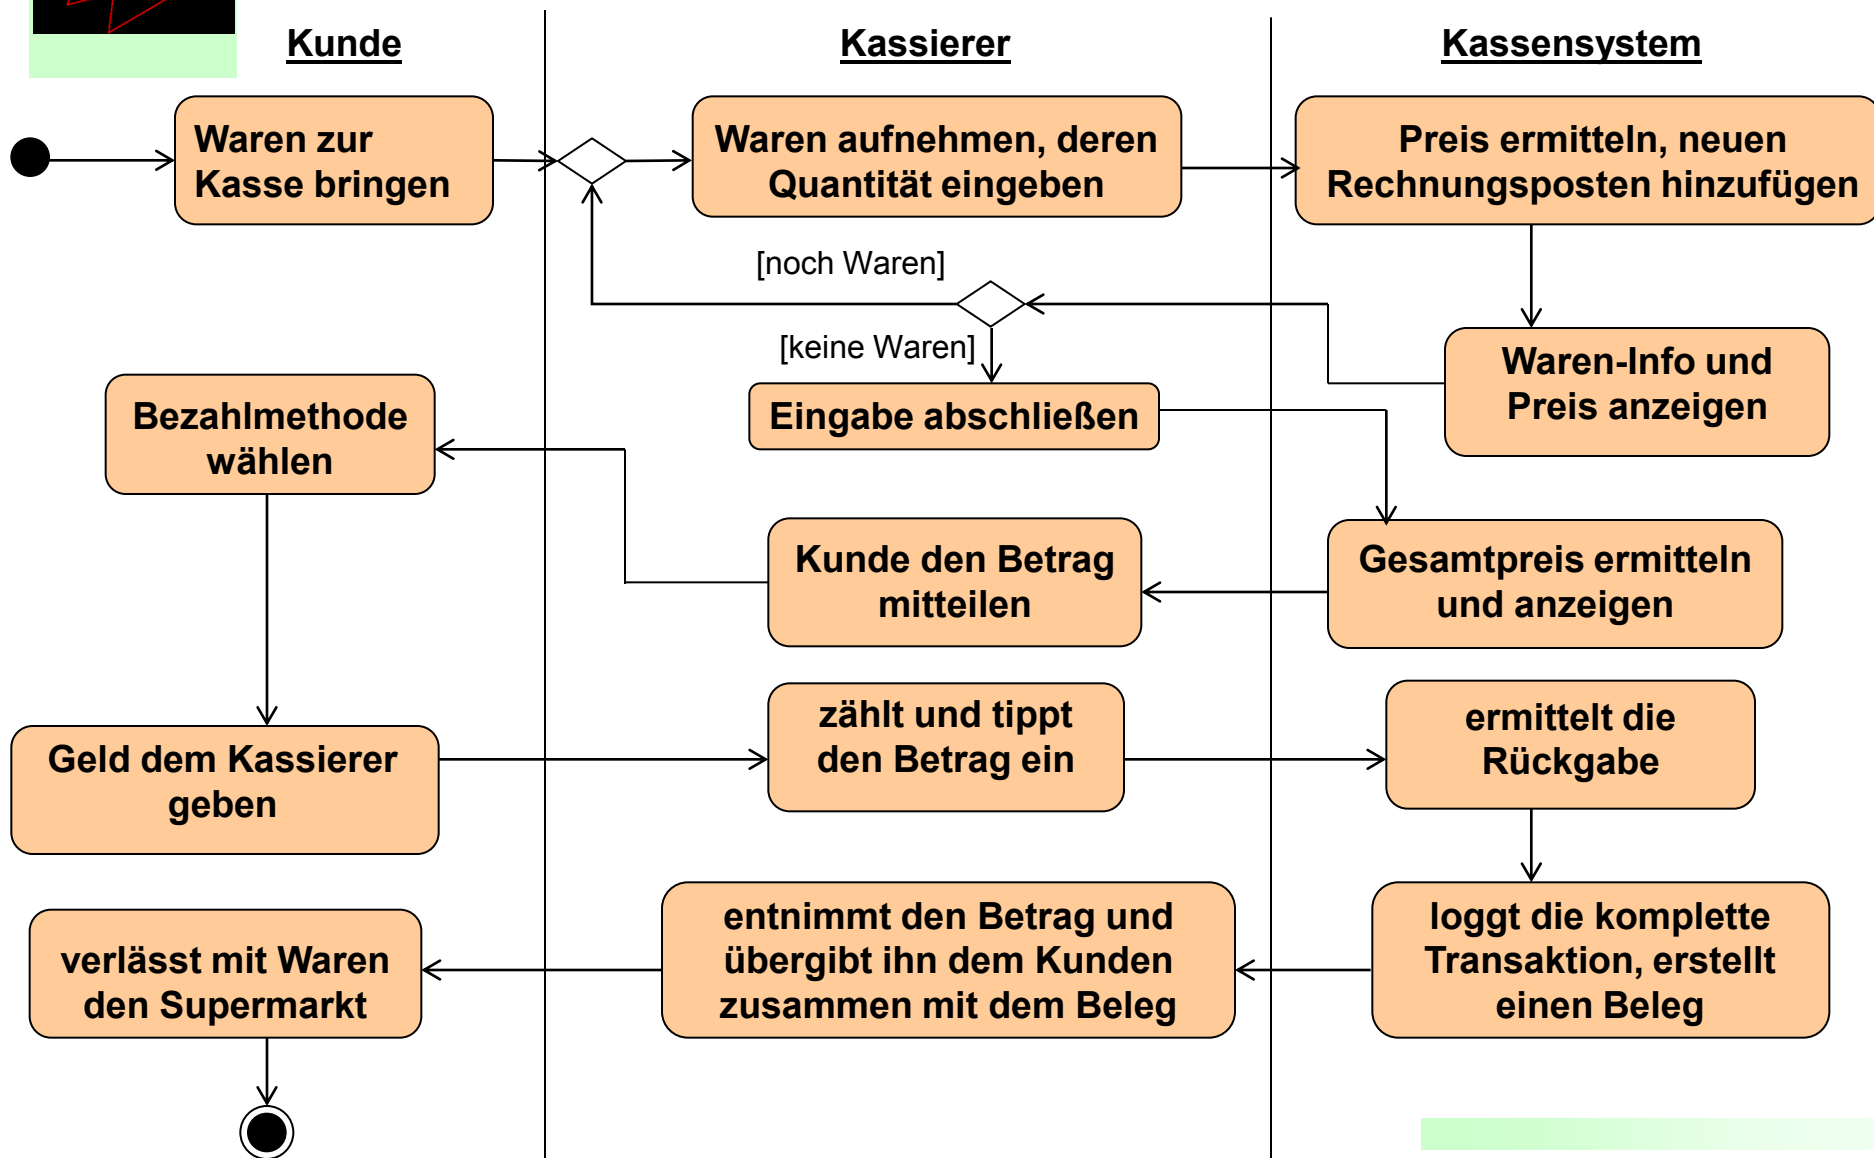 Kunde
Kassierer
Kassensystem
Waren zur
Kasse bringen
Waren aufnehmen, deren
Quantität eingeben
Preis ermitteln, neuen
Rechnungsposten hinzufügen
[noch Waren]
[keine Waren]
Waren-Info und
Preis anzeigen
Eingabe abschließen
Bezahlmethode
wählen
Kunde den Betrag
mitteilen
Gesamtpreis ermitteln
und anzeigen
Geld dem Kassierer
geben
zählt und tippt
den Betrag ein
ermittelt die
Rückgabe
verlässt mit Waren
den Supermarkt
entnimmt den Betrag und
übergibt ihn dem Kunden
zusammen mit dem Beleg
loggt die komplette
Transaktion, erstellt
einen Beleg